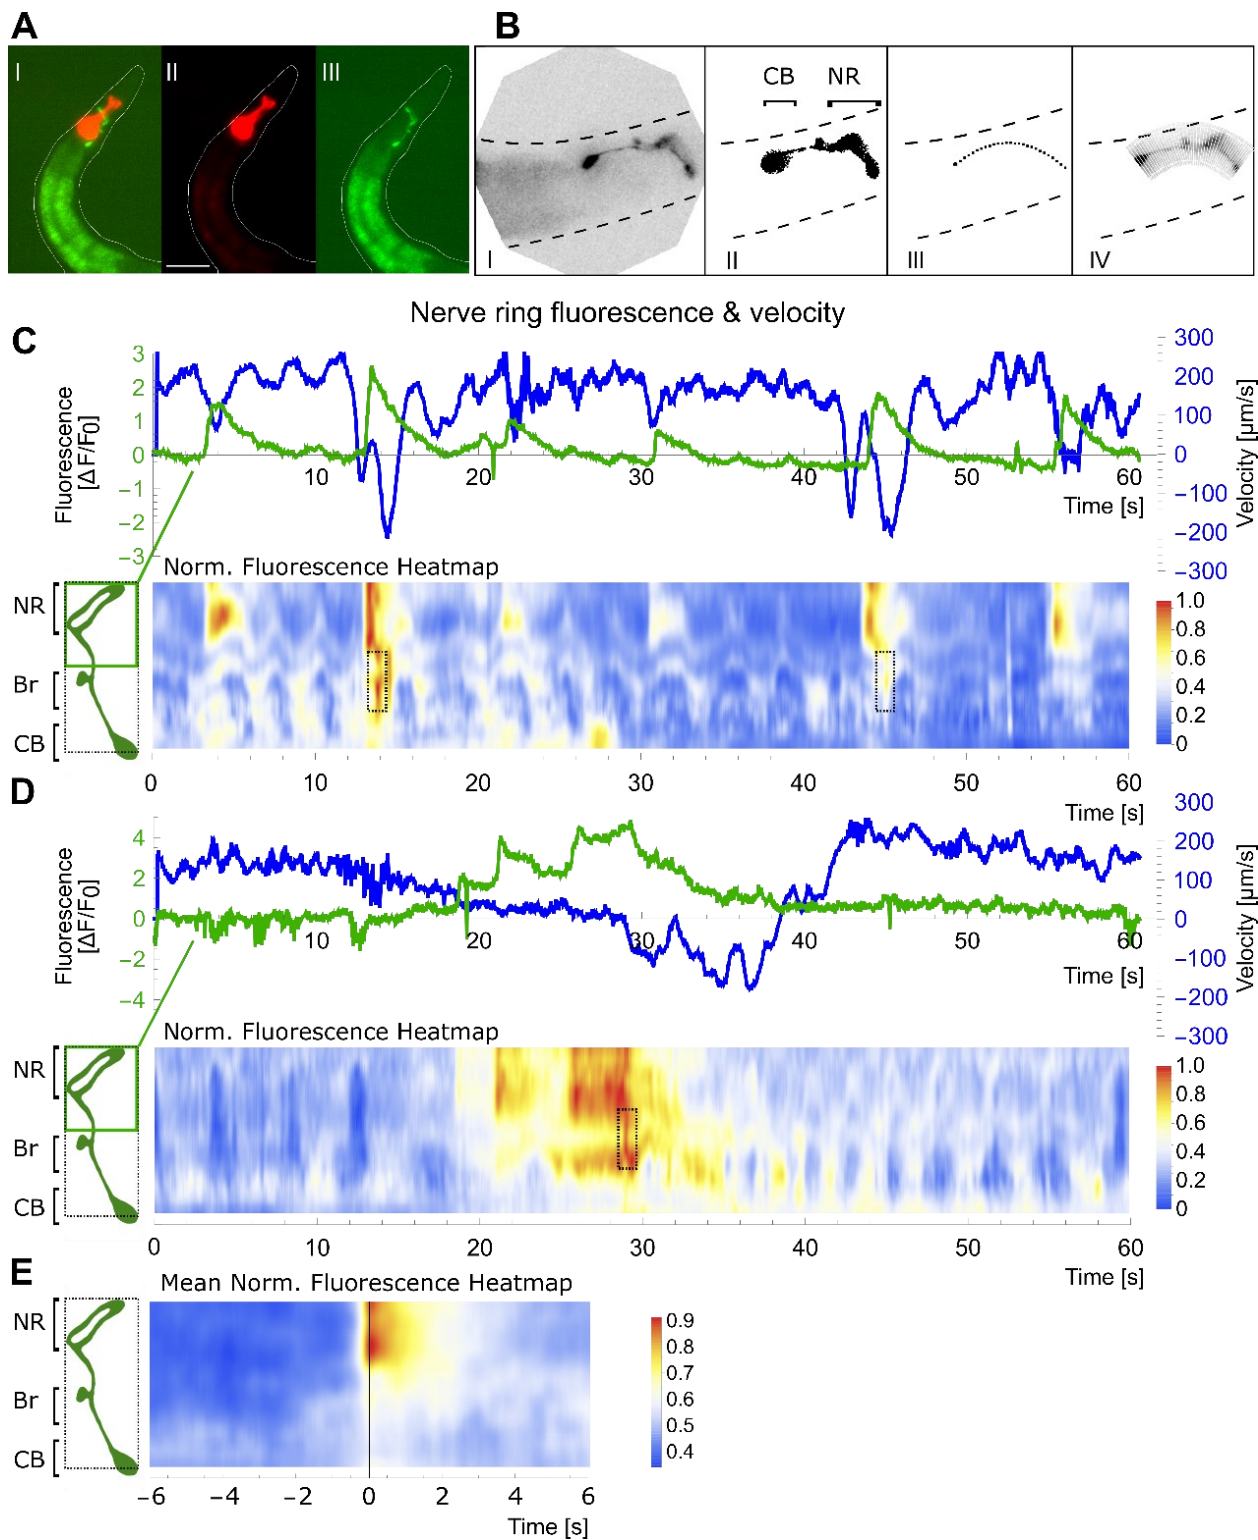 A
B
I
II
III
I
CB NR
II
III
IV
Nerve ring fluorescence & velocity
C
Fluorescence
[ΔF/F0]
3
2
1
0
−1
−2
−3
10 20 30 40 50 60
Time [s]
300
200
100
0
−100
−200
−300
Velocity [µm/s]
Norm. Fluorescence Heatmap
NR
Br
CB
1.0
0.8
0.6
0.4
0.2
0
0 10 20 30 40 50 60
Time [s]
D
Fluorescence
[ΔF/F0]
4
2
0
−2
−4
10 20 30 40 50 60
Time [s]
300
200
100
0
−100
−200
−300
Velocity [µm/s]
Norm. Fluorescence Heatmap
NR
Br
CB
1.0
0.8
0.6
0.4
0.2
0
0 10 20 30 40 50 60
Time [s]
E
Mean Norm. Fluorescence Heatmap
NR
Br
CB
0.9
0.8
0.7
0.6
0.5
0.4
−6 −4 −2 0 2 4 6
Time [s]